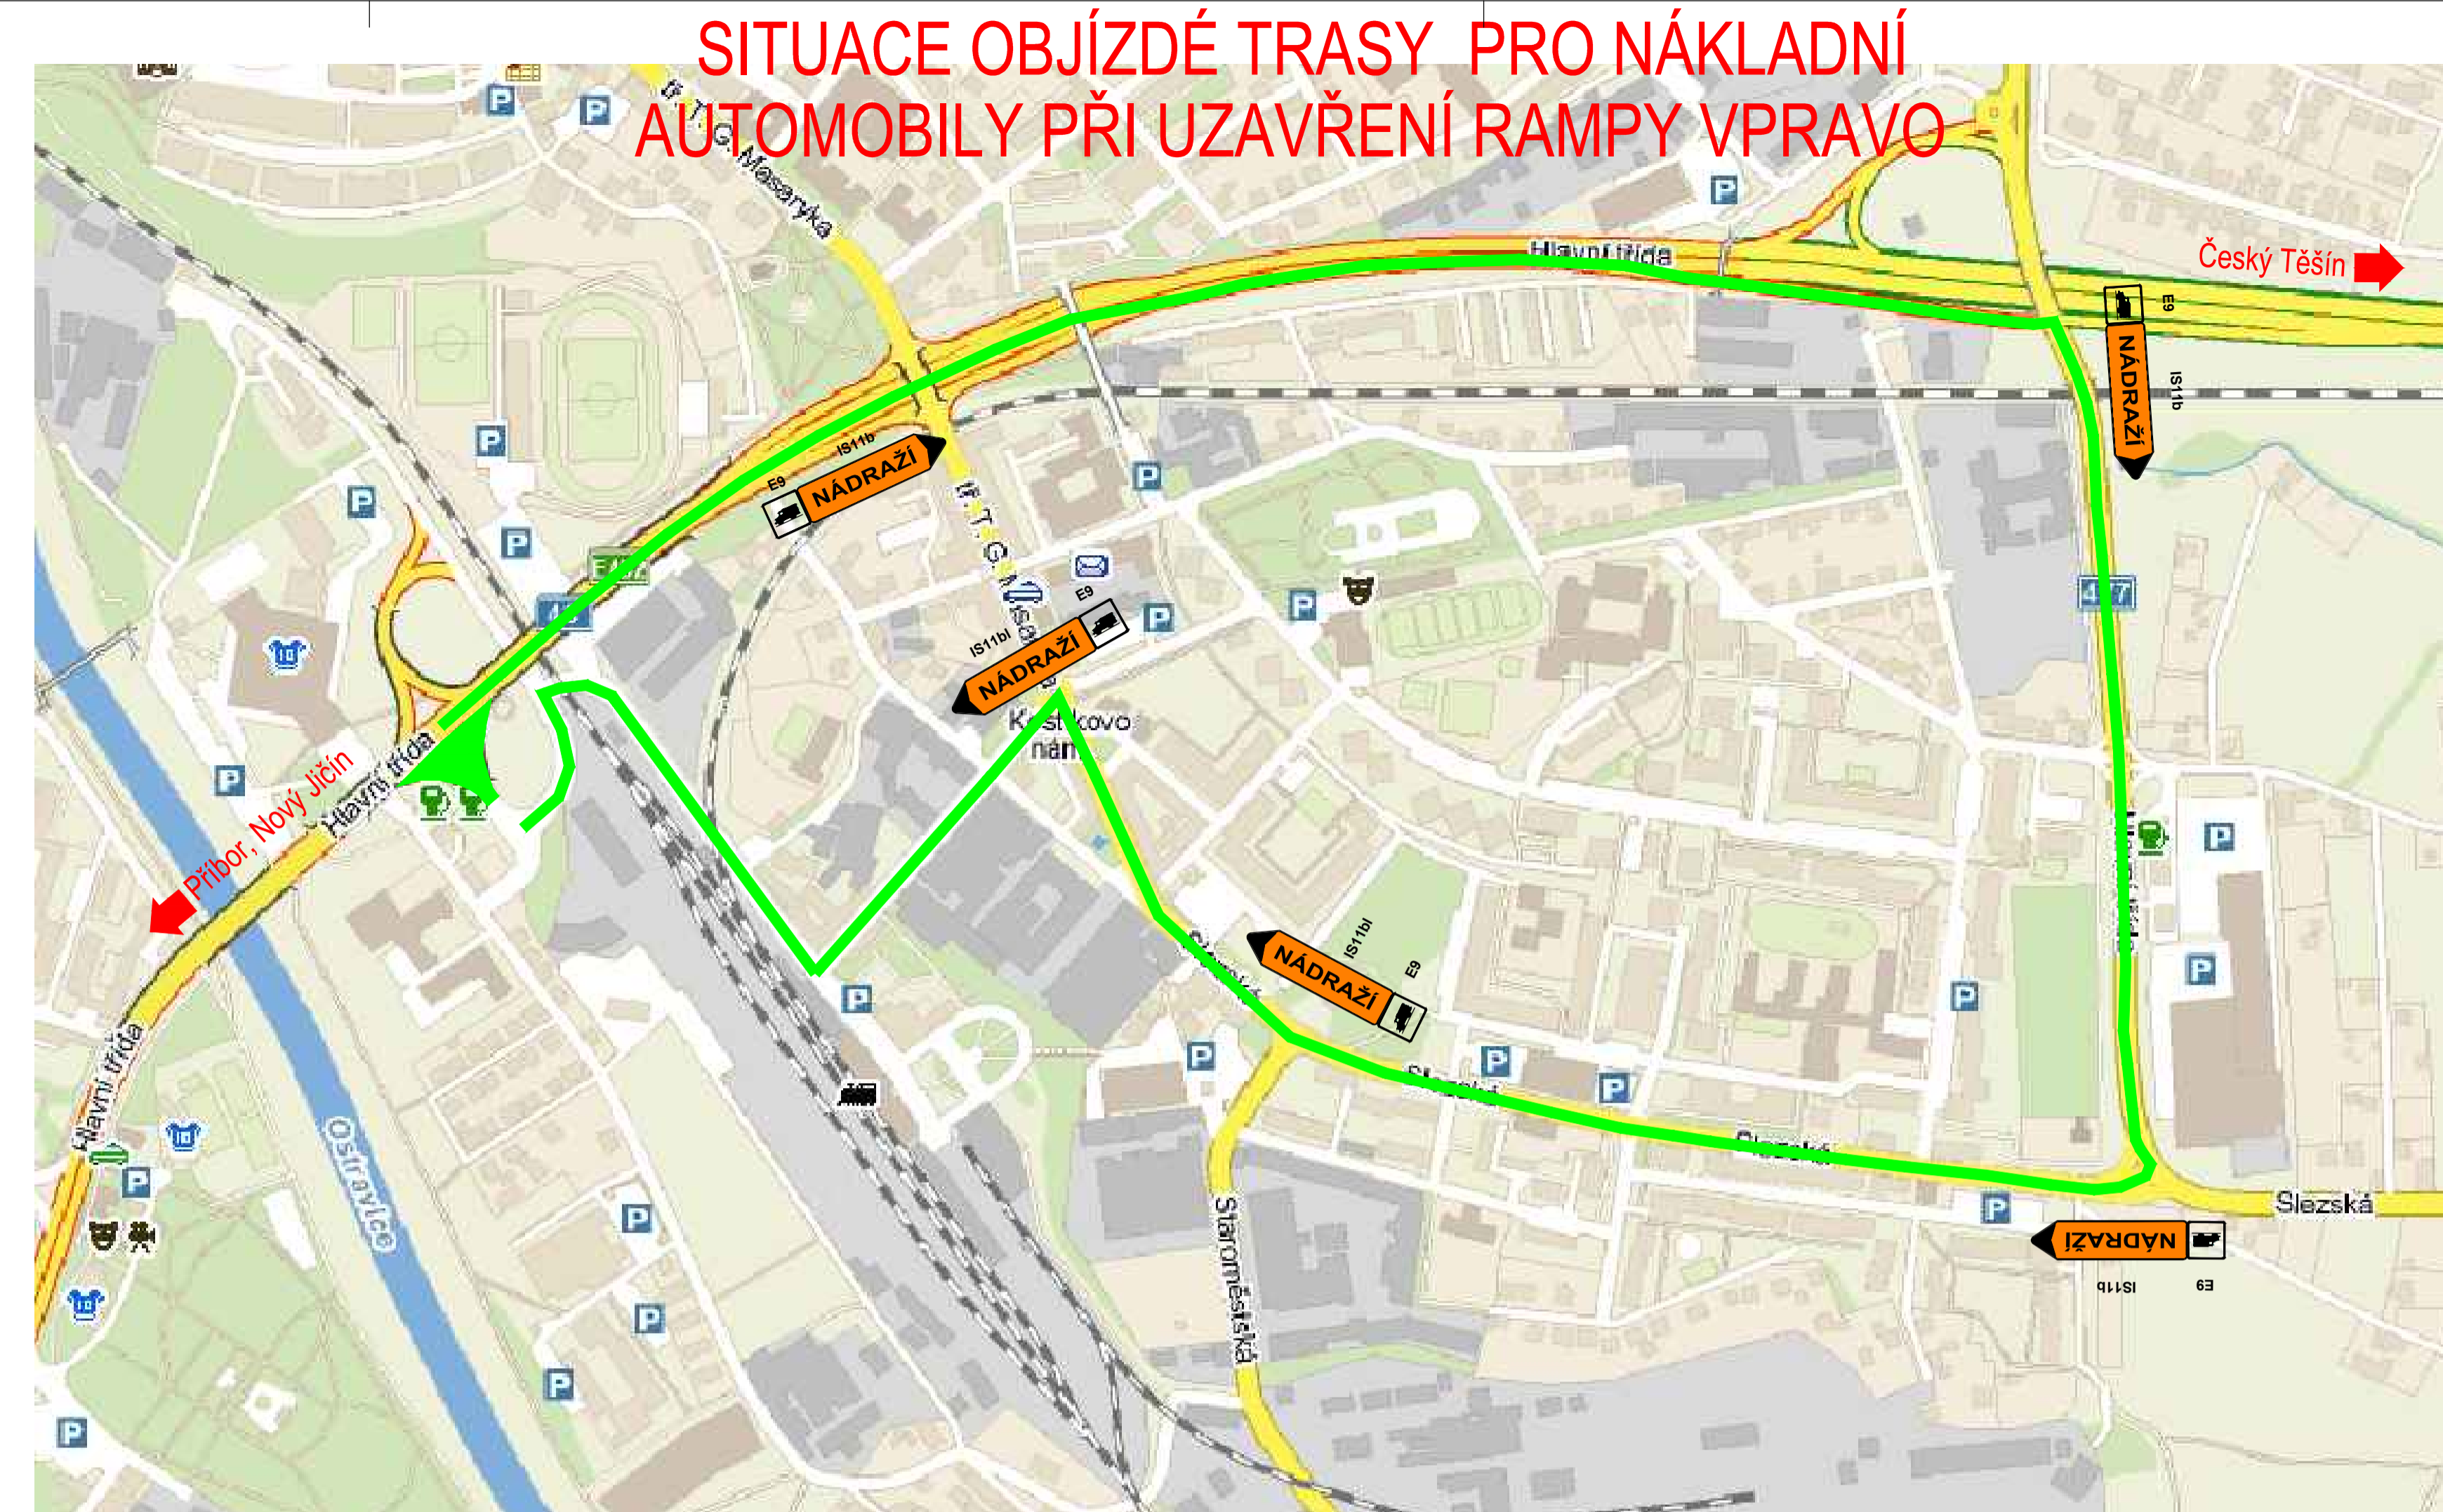 SITUACE OBJÍZDÉ TRASY PRO NÁKLADNÍ
AUTOMOBILY PŘI UZAVŘENÍ RAMPY VPRAVO
tř. T. G. Masaryka
Hlavní třída
Český Těšín
E9
NÁDRAŽÍ
IS11b
IS11b
E9
NÁDRAŽÍ
E9
IS11bl
NÁDRAŽÍ
Příbor, Nový Jičín
Hlavní třída
IS11bl
E9
NÁDRAŽÍ
Hlavní třída
Ostravice
Slezská
Staroměstská
Slezská
NÁDRAŽÍ
IS11b
E9